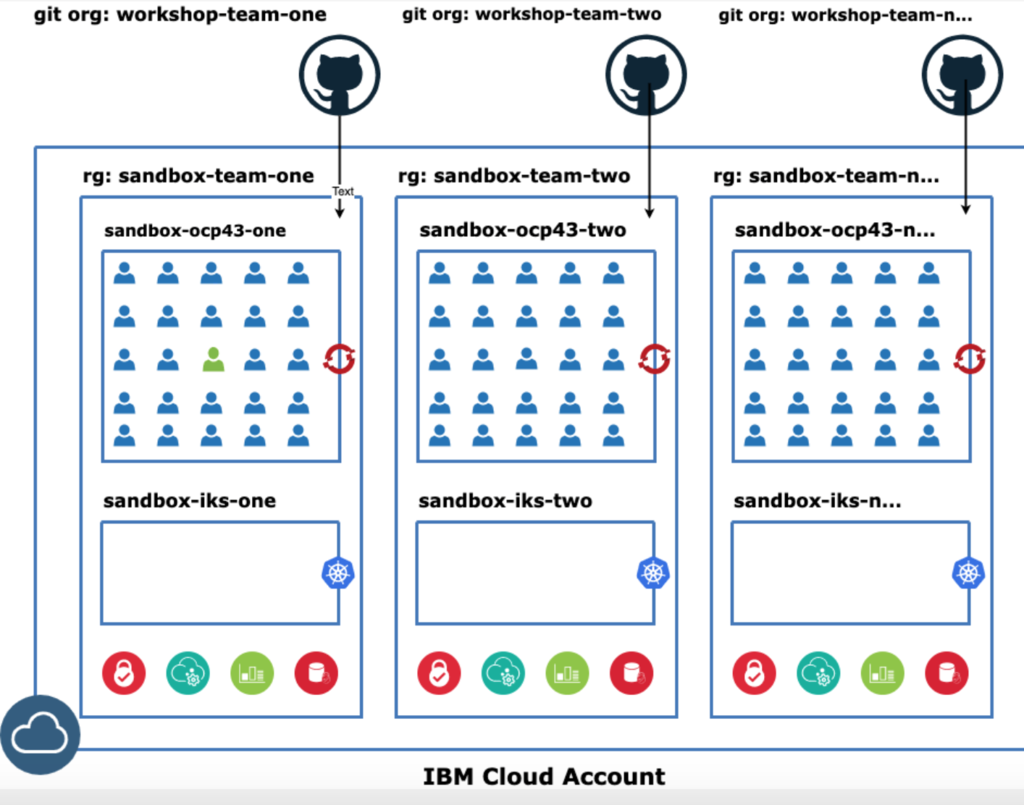 git org: workshop-team-one
git org: workshop-team-two
git org: workshop-team-n...
rg: sandbox-team-one
rg: sandbox-team-two
rg: sandbox-team-n...
Text
sandbox-ocp43-one
sandbox-ocp43-two
sandbox-ocp43-n...
sandbox-iks-one
sandbox-iks-two
sandbox-iks-n...
IBM Cloud Account